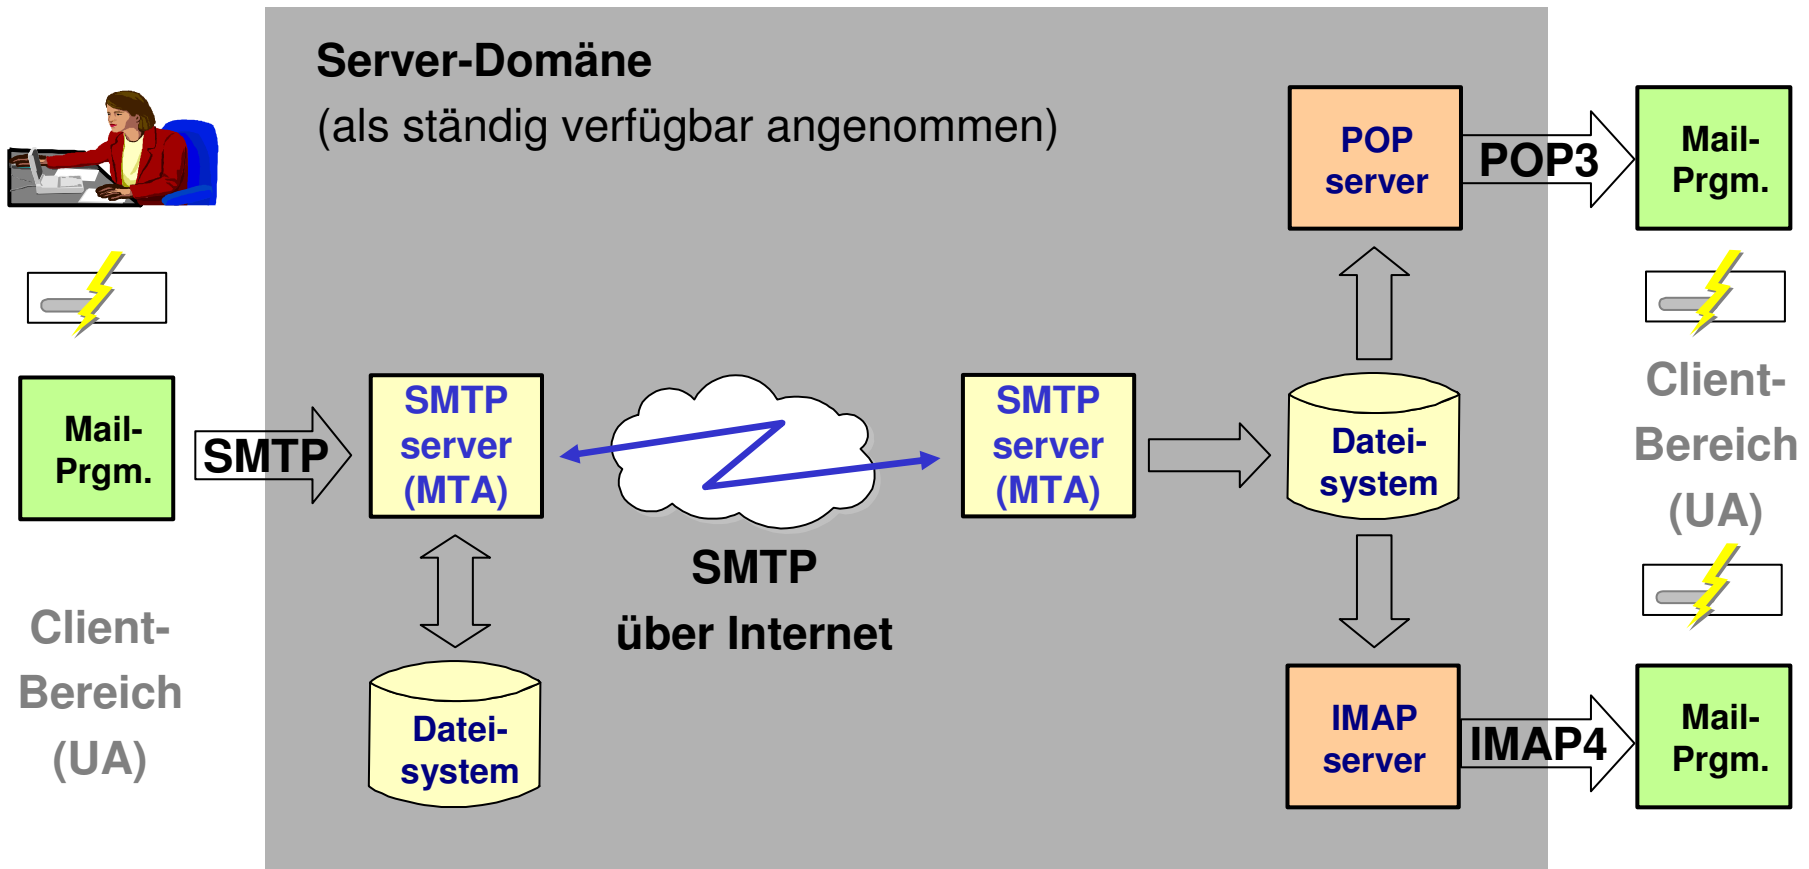 Server-Domäne
(als ständig verfügbar angenommen)
POP
server
POP3
Mail-
Prgm.
Mail-
Prgm.
SMTP
SMTP
server
(MTA)
SMTP
über Internet
SMTP
server
(MTA)
Datei-
system
Client-
Bereich
(UA)
Client-
Bereich
(UA)
Datei-
system
IMAP
server
IMAP4
Mail-
Prgm.